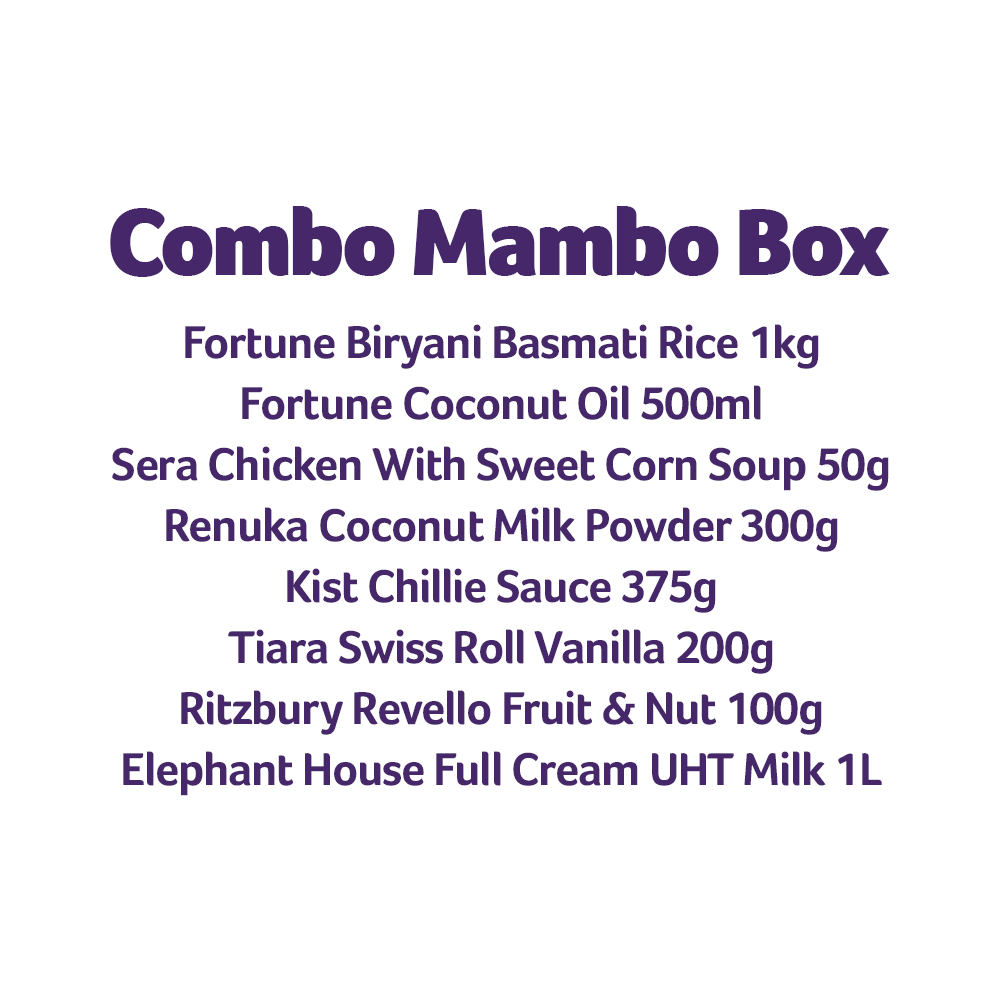 Combo Mambo Box
Fortune Biryani Basmati Rice 1kg
Fortune Coconut Oil 500ml
Sera Chicken With Sweet Corn Soup 50g
Renuka Coconut Milk Powder 300g
Kist Chillie Sauce 375g
Tiara Swiss Roll Vanilla 200g
Ritzbury Revello Fruit & Nut 100g
Elephant House Full Cream UHT Milk 1L